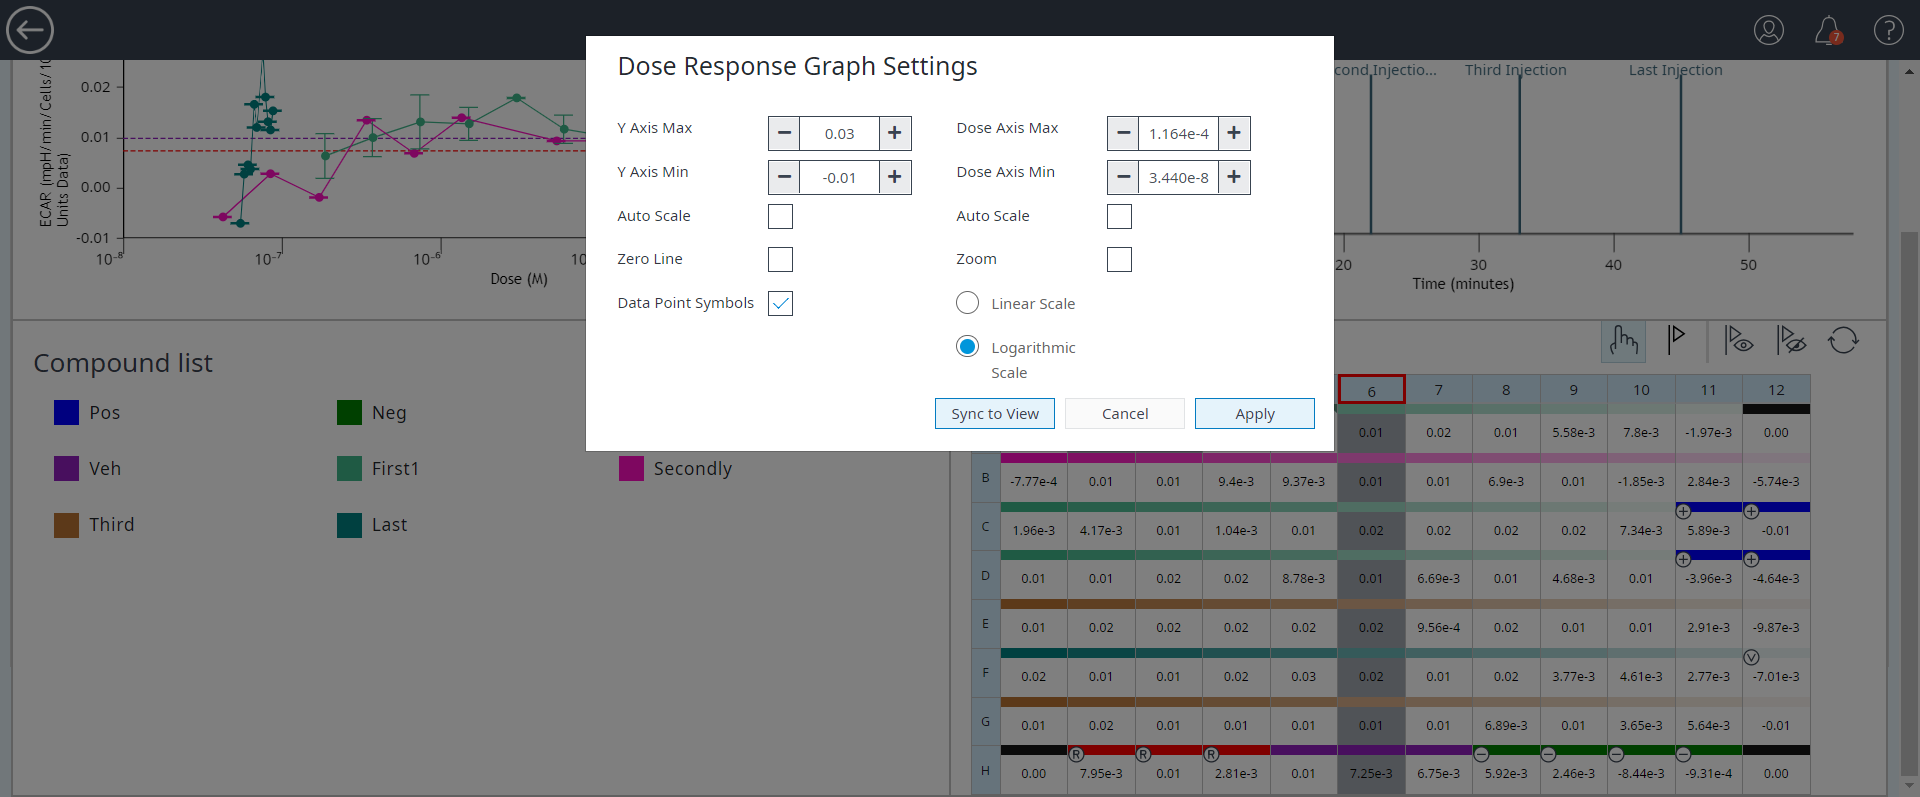 7
Dose Response Graph Settings
Y Axis Max
0.03
Dose Axis Max
1.164e-4
Y Axis Min
-0.01
Dose Axis Min
3.440e-8
Auto Scale
Auto Scale
Zero Line
Zoom
Data Point Symbols
Linear Scale
Logarithmic
Scale
Sync to View
Cancel
Apply
ECAR (mpH/min/Cells/10
Units Data)
0.02
0.01
0.00
-0.01
10⁻⁸
10⁻⁷
10⁻⁶
10
Dose (M)
cond Injectio...
Third Injection
Last Injection
20
30
40
50
Time (minutes)
Compound list
Pos
Neg
Veh
First1
Secondly
Third
Last
6 7 8 9 10 11 12
0.01 0.02 0.01 5.58e-3 7.8e-3 -1.97e-3 0.00
B -7.77e-4 0.01 0.01 9.4e-3 9.37e-3 0.01 0.01 6.9e-3 0.01 -1.85e-3 2.84e-3 -5.74e-3
C 1.96e-3 4.17e-3 0.01 1.04e-3 0.01 0.02 0.02 0.02 0.02 7.34e-3 5.89e-3 -0.01
D 0.01 0.01 0.02 0.02 8.78e-3 0.01 6.69e-3 0.01 4.68e-3 0.01 -3.96e-3 -4.64e-3
E 0.01 0.02 0.02 0.02 0.02 0.02 9.56e-4 0.02 0.01 0.01 2.91e-3 -9.87e-3
V
F 0.02 0.01 0.01 0.02 0.03 0.02 0.01 0.02 3.77e-3 4.61e-3 2.77e-3 -7.01e-3
G 0.01 0.02 0.01 0.01 0.01 0.01 0.01 6.89e-3 0.01 3.65e-3 5.64e-3 -0.01
R R R
H 0.00 7.95e-3 0.01 2.81e-3 0.01 7.25e-3 6.75e-3 5.92e-3 2.46e-3 -8.44e-3 -9.31e-4 0.00